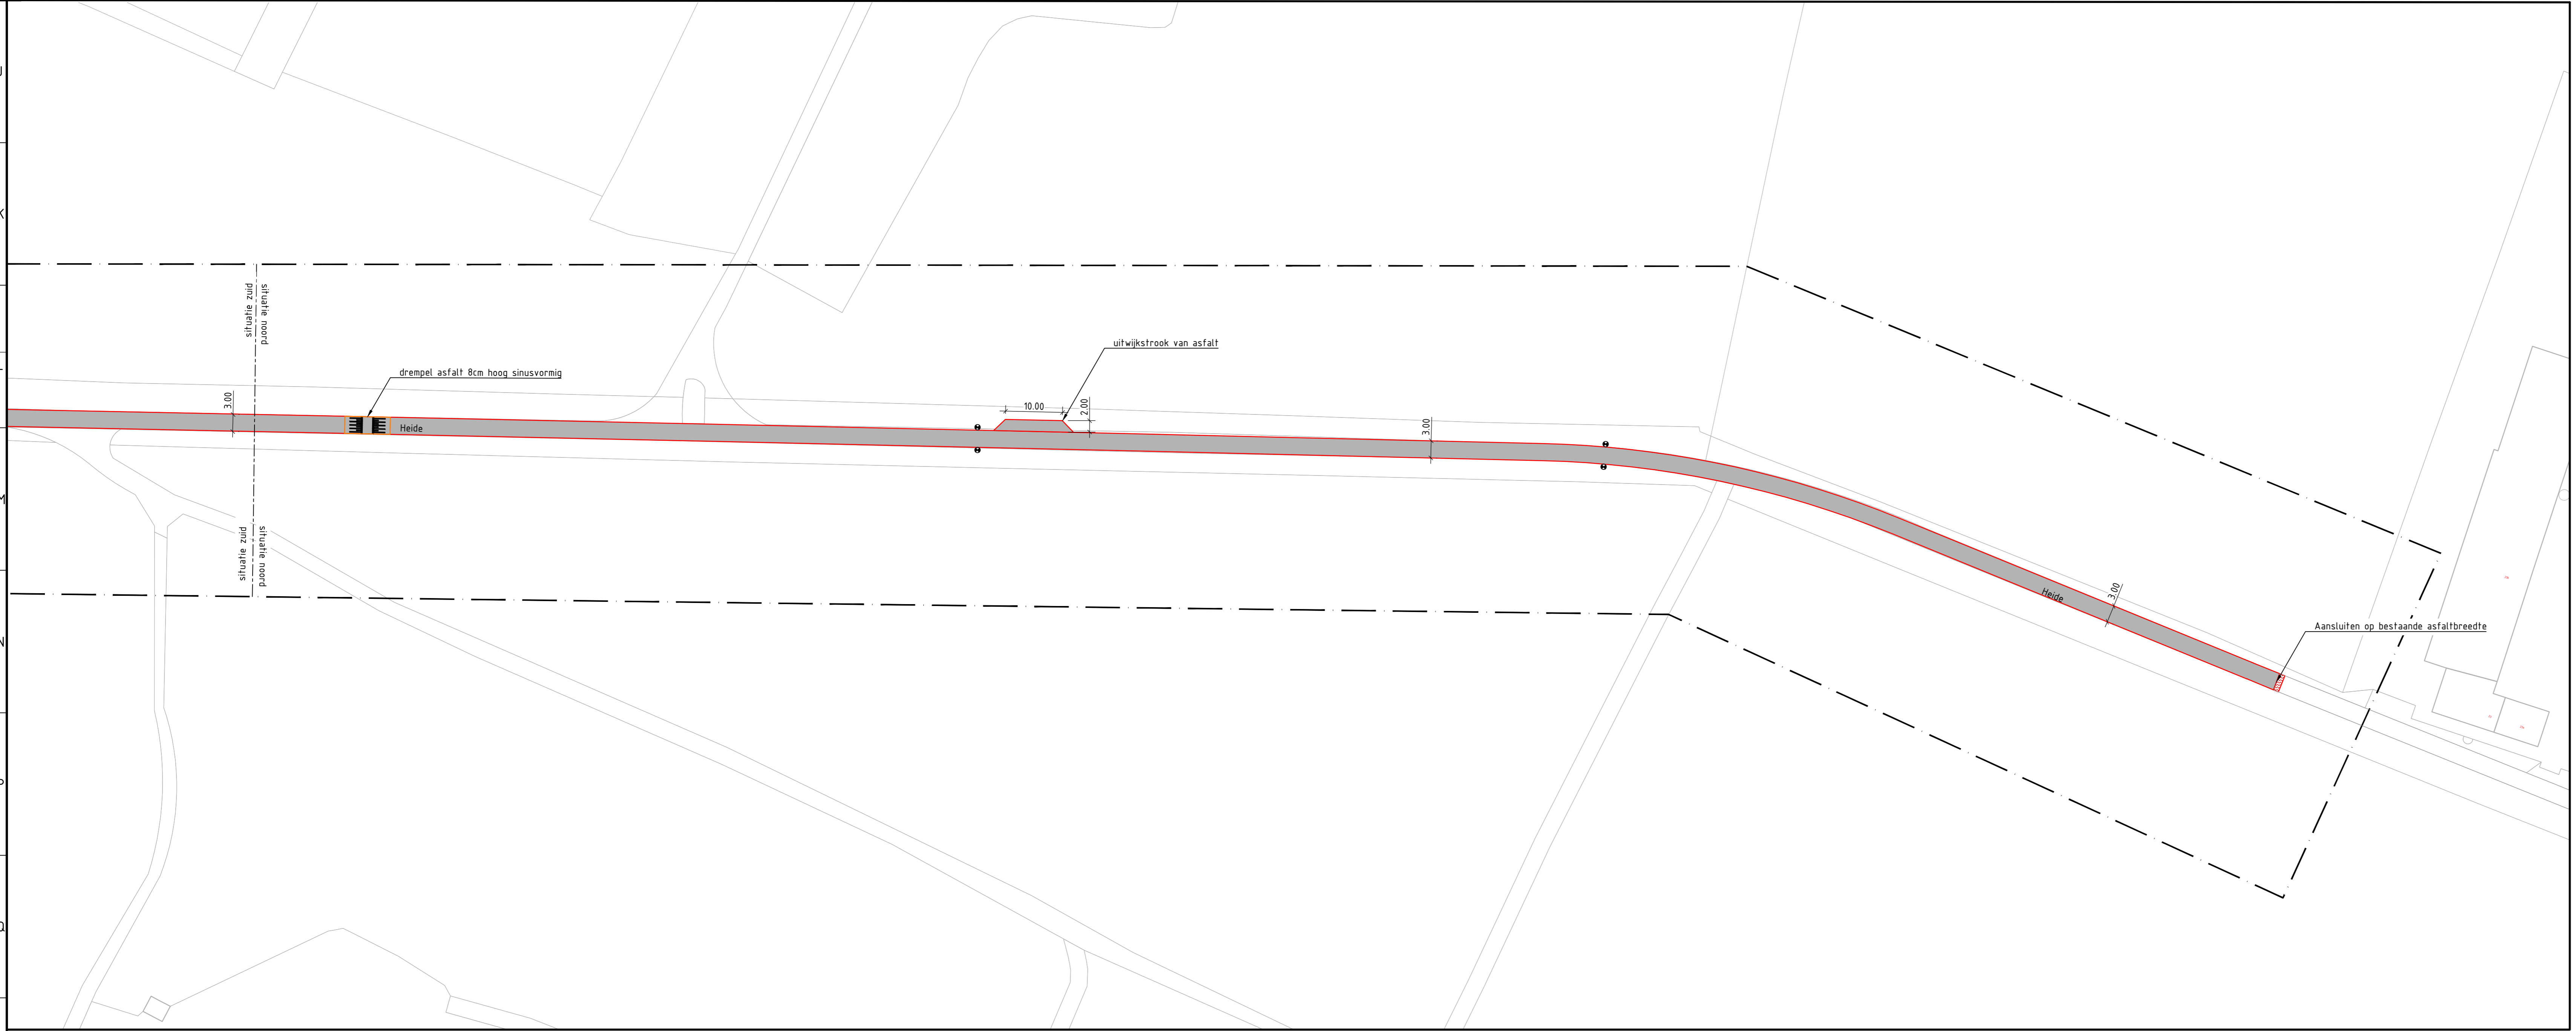 J
K
situatie zuid
situatie noord
uitwijkstrook van asfalt
drempel asfalt 8cm hoog sinusvormig
3.00
10.00
2.00
3.00
Heide
M
situatie zuid
situatie noord
3.00
Heide
Aansluiten op bestaande asfaltbreedte
N
P
Q